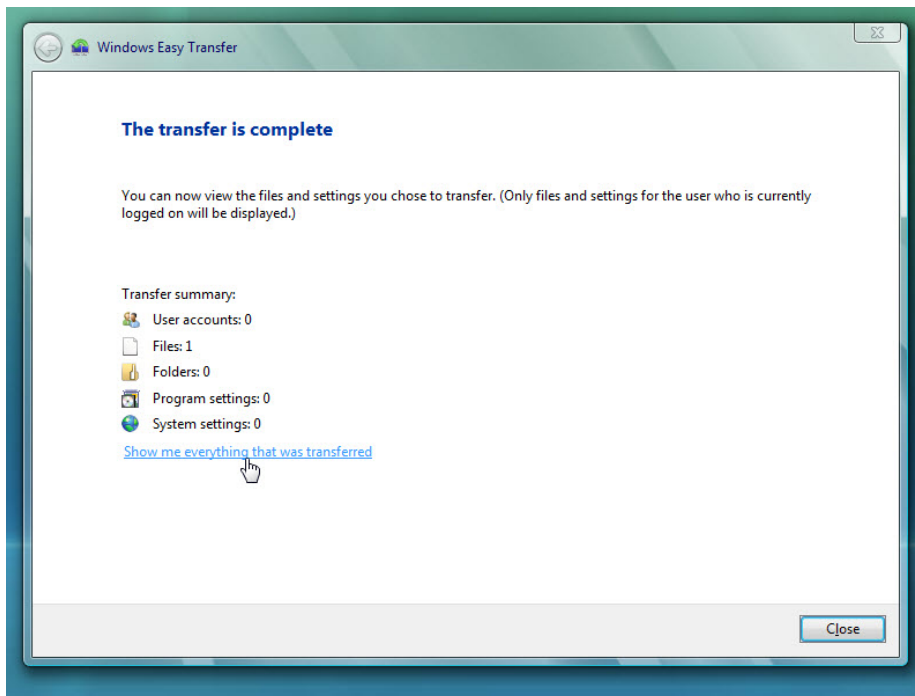 Windows Easy Transfer
The transfer is complete
You can now view the files and settings you chose to transfer. (Only files and settings for the user who is currently
logged on will be displayed.)
Transfer summary:
User accounts: 0
Files: 1
Folders: 0
Program settings: 0
System settings: 0
Show me everything that was transferred
Close